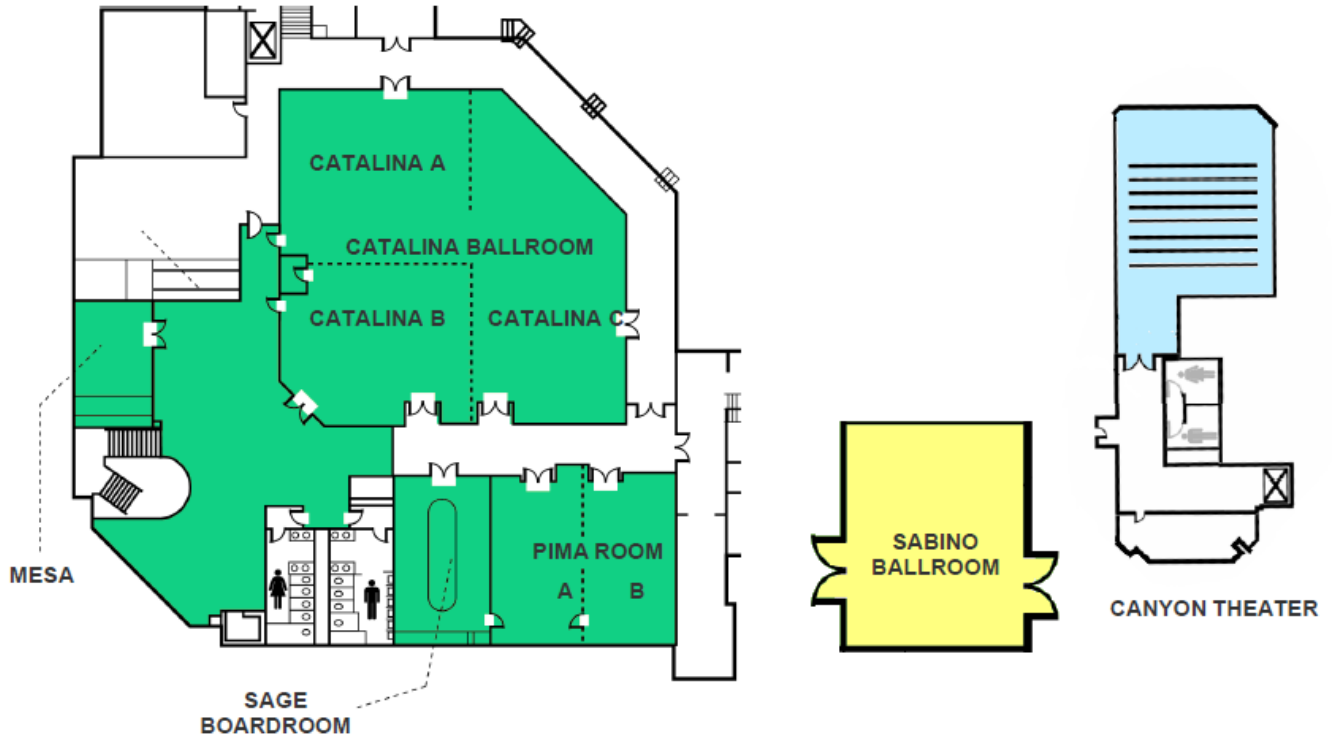 CATALINA A
CATALINA BALLROOM
CATALINA B
CATALINA C
MESA
PIMA ROOM
A
B
SAGE
BOARDROOM
SABINO
BALLROOM
CANYON THEATER